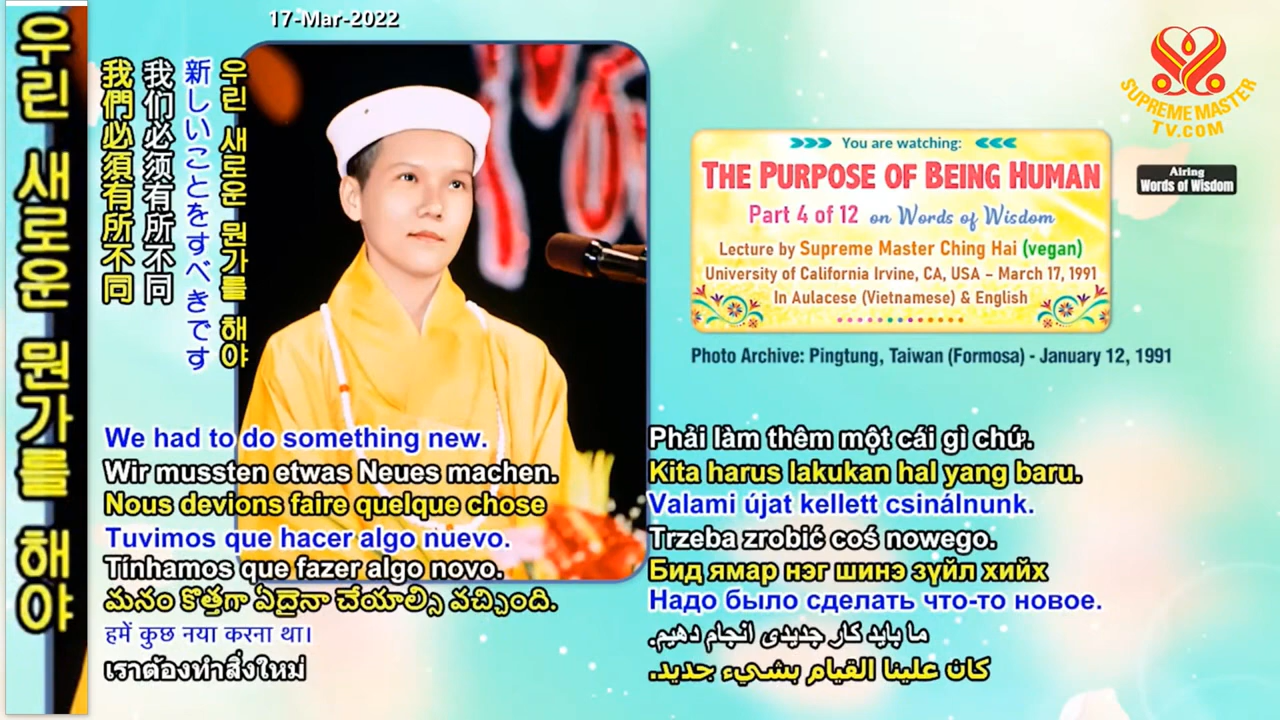 17-Mar-2022
우린 새로운 뭔가를 해야
我們必須有所不同
我们必须有所不同
新しいことをすべきです
우린 새로운 뭔가를 해야
SUPREME MASTER
TV.COM
You are watching:
THE PURPOSE OF BEING HUMAN
Part 4 of 12 on Words of Wisdom
Lecture by Supreme Master Ching Hai (vegan)
University of California Irvine, CA, USA – March 17, 1991
In Aulacese (Vietnamese) & English
Airing
Words of Wisdom
Photo Archive: Pingtung, Taiwan (Formosa) - January 12, 1991
We had to do something new.
Wir mussten etwas Neues machen.
Nous devions faire quelque chose
Tuvimos que hacer algo nuevo.
Tínhamos que fazer algo novo.
మనం కొత్తగా ఏదైనా చేయాల్సి వచ్చింది.
हमें कुछ नया करना था।
เราต้องทำสิ่งใหม่
Phải làm thêm một cái gì chứ.
Kita harus lakukan hal yang baru.
Valami újat kellett csinálnunk.
Trzeba zrobić coś nowego.
Бид ямар нэг шинэ зүйл хийх
Надо было сделать что-то новое.
ما باید کار جدیدی انجام دهیم.
كان علينا القيام بشيء جديد.